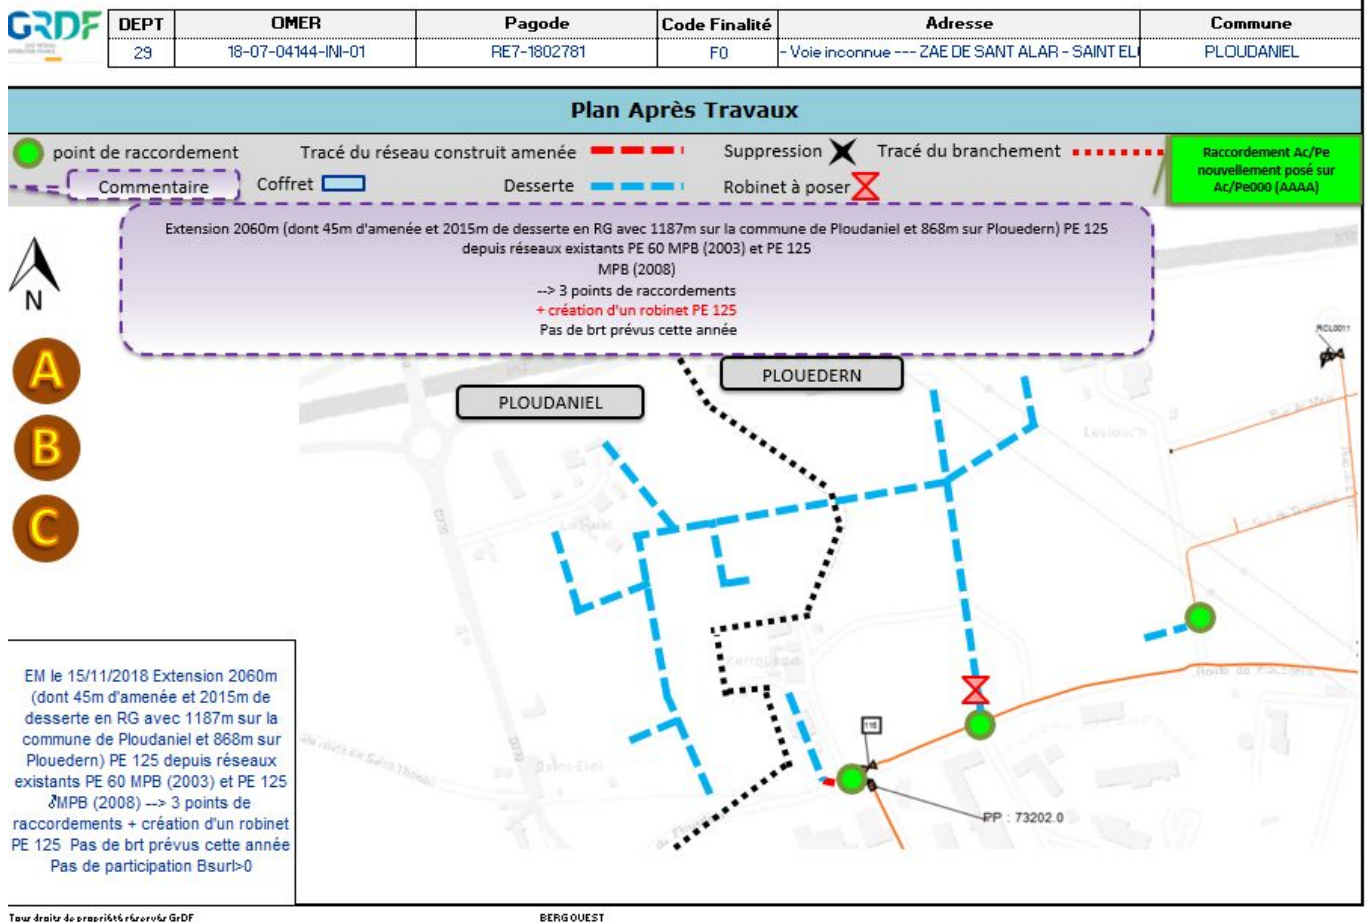 GRDF
DEPT OMER Pagode Code Finalité Adresse Commune
29 18-07-04144-INI-01 RE7-1802781 F0 - Voie inconnue --- ZAE DE SANT ALAR - SAINT EL PLOUDANIEL
Plan Après Travaux
point de raccordement Tracé du réseau construit amenée Suppression Tracé du branchement
Commentaire Coffret Desserte Robinet à poser
Raccordement Ac/Pe
nouvellement posé sur
Ac/Pe000 (AAAA)
Extension 2060m (dont 45m d'amenée et 2015m de desserte en RG avec 1187m sur la commune de Ploudaniel et 868m sur Plouedern) PE 125
depuis réseaux existants PE 60 MPB (2003) et PE 125
MPB (2008)
--> 3 points de raccordements
+ création d'un robinet PE 125
Pas de brt prévus cette année
N
A
B
C
RCL0011
PLOUEDERN
PLOUDANIEL
D770
D770
Saint-Eloi
116
PP : 73202.0
EM le 15/11/2018 Extension 2060m
(dont 45m d'amenée et 2015m de
desserte en RG avec 1187m sur la
commune de Ploudaniel et 868m sur
Plouedern) PE 125 depuis réseaux
existants PE 60 MPB (2003) et PE 125
MPB (2008) --> 3 points de
raccordements + création d'un robinet
PE 125 Pas de brt prévus cette année
Pas de participation Bsurl>0
Tour droits de propriété réservés GrDF
BERG OUEST